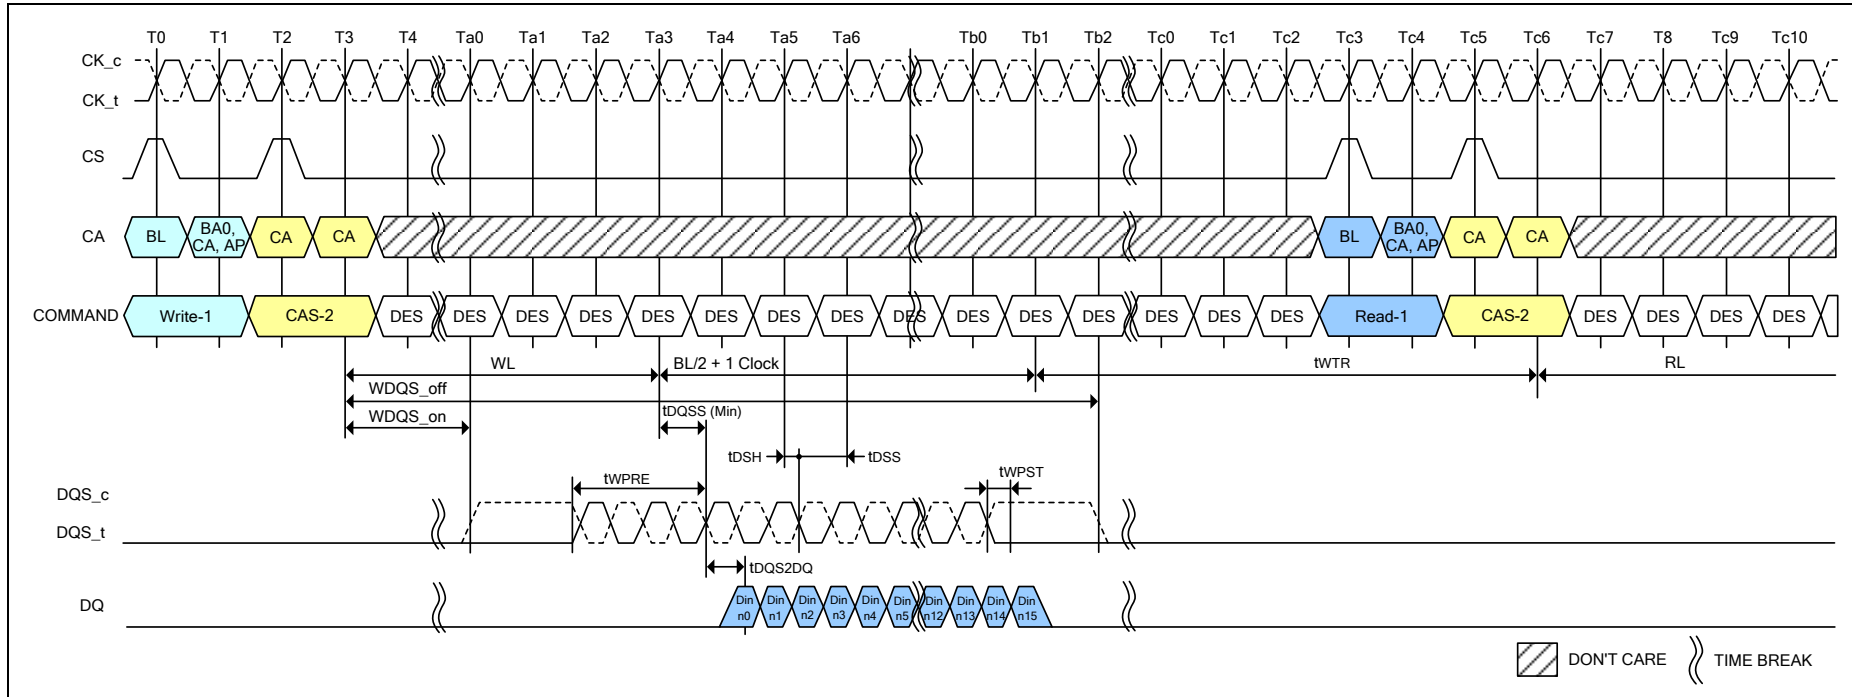 T0 T1 T2 T3 T4 Ta0 Ta1 Ta2 Ta3 Ta4 Ta5 Ta6 Tb0 Tb1 Tb2 Tc0 Tc1 Tc2 Tc3 Tc4 Tc5 Tc6 Tc7 T8 Tc9 Tc10
CK_c
CK_t
CS
CA BL BA0, CA, AP CA CA BL BA0, CA, AP CA CA
COMMAND Write-1 CAS-2 DES DES DES DES DES DES DES DES DES DES DES DES DES DES DES Read-1 CAS-2 DES DES DES DES
WL BL/2 + 1 Clock tWTR RL
WDQS_off
WDQS_on tDQSS (Min)
tDSH tDSS
tWPRE tWPST
DQS_c
DQS_t
tDQS2DQ
DQ Din n0 Din n1 Din n2 Din n3 Din n4 Din n5 Din n12 Din n13 Din n14 Din n15
DON'T CARE TIME BREAK